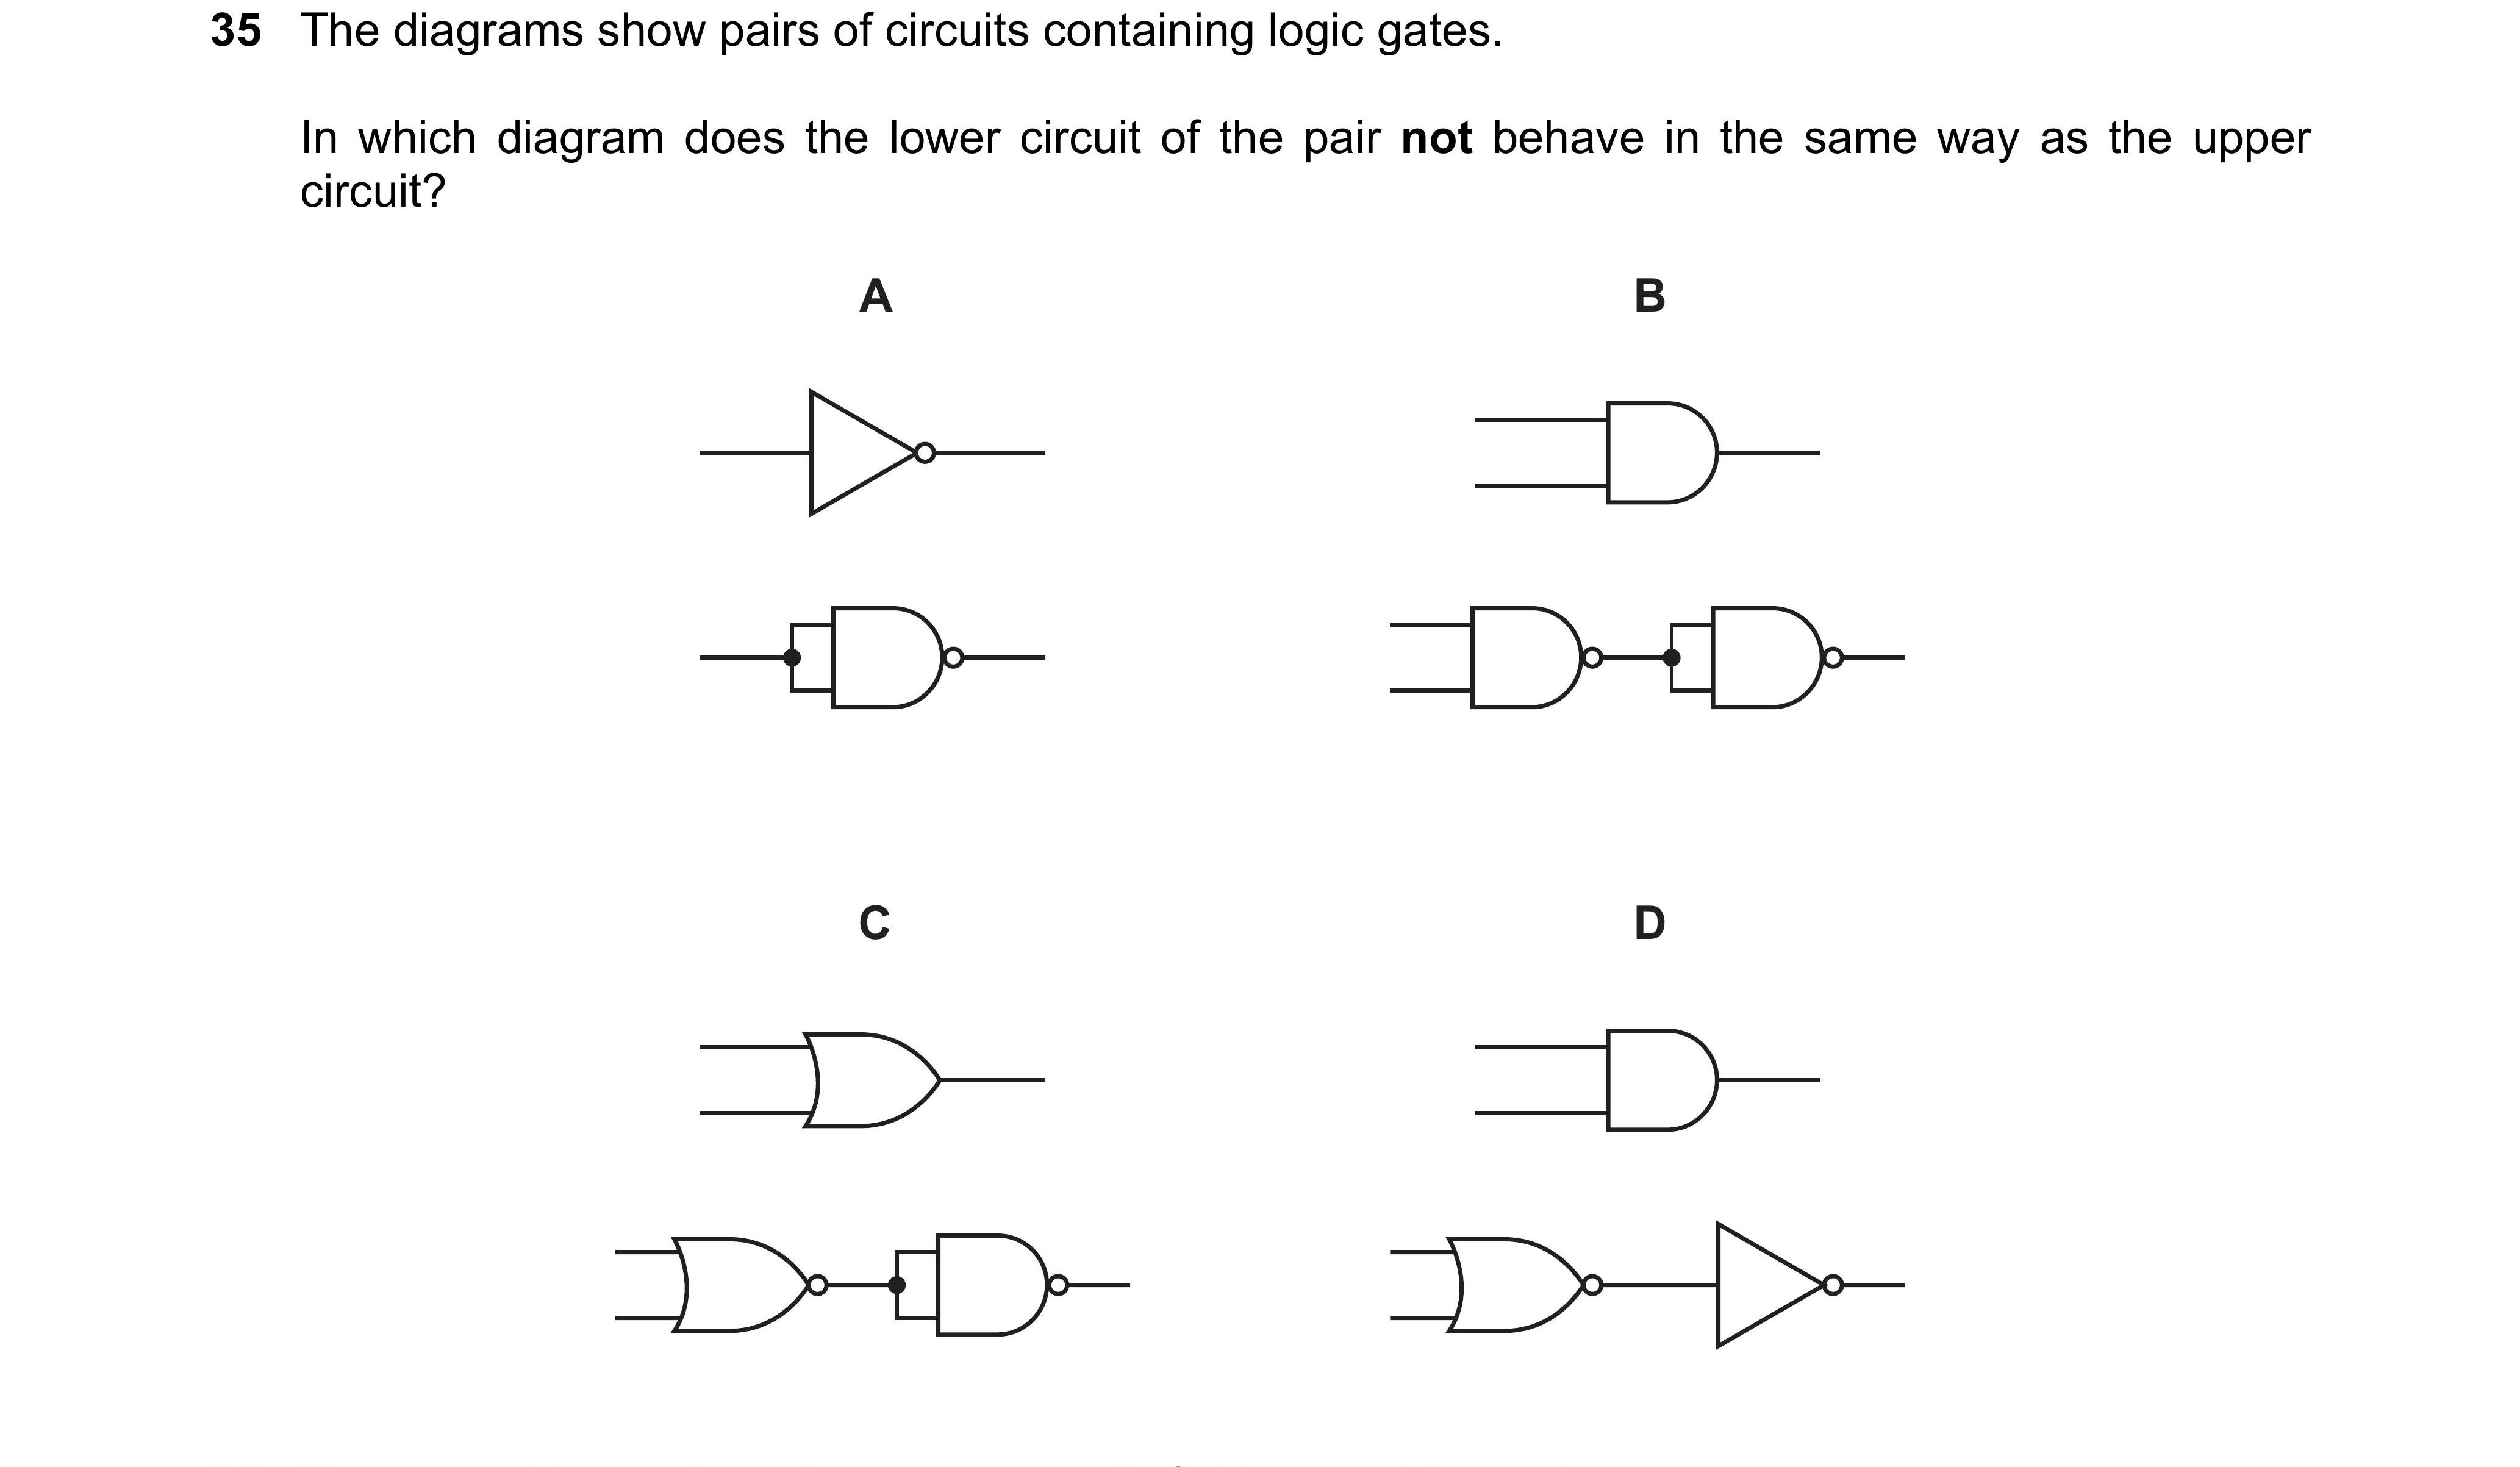 35 The diagrams show pairs of circuits containing logic gates.
In which diagram does the lower circuit of the pair not behave in the same way as the upper
circuit?
A
B
C
D